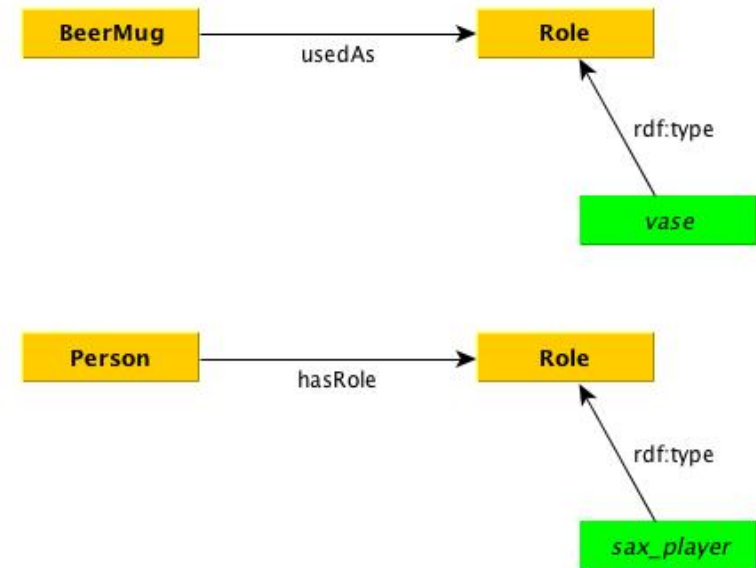 BeerMug
usedAs
Role
rdf:type
vase
Person
hasRole
Role
rdf:type
sax_player